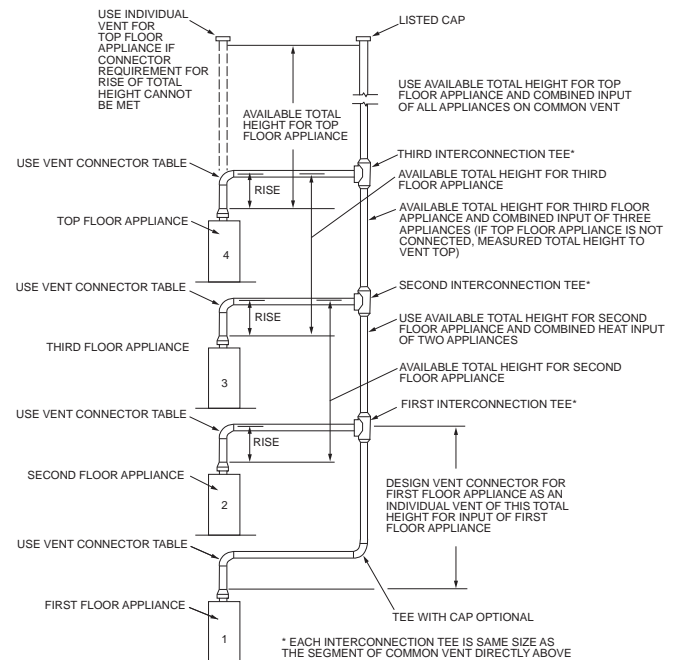 USE INDIVIDUAL
VENT FOR
TOP FLOOR
APPLIANCE IF
CONNECTOR
REQUIREMENT FOR
RISE OF TOTAL
HEIGHT CANNOT
BE MET
LISTED CAP
AVAILABLE TOTAL
HEIGHT FOR TOP
FLOOR APPLIANCE
USE AVAILABLE TOTAL HEIGHT FOR TOP
FLOOR APPLIANCE AND COMBINED INPUT
OF ALL APPLIANCES ON COMMON VENT
USE VENT CONNECTOR TABLE
THIRD INTERCONNECTION TEE*
RISE
AVAILABLE TOTAL HEIGHT FOR THIRD
FLOOR APPLIANCE
TOP FLOOR APPLIANCE
4
AVAILABLE TOTAL HEIGHT FOR THIRD FLOOR
APPLIANCE AND COMBINED INPUT OF THREE
APPLIANCES (IF TOP FLOOR APPLIANCE IS NOT
CONNECTED, MEASURED TOTAL HEIGHT TO
VENT TOP)
USE VENT CONNECTOR TABLE
SECOND INTERCONNECTION TEE*
RISE
USE AVAILABLE TOTAL HEIGHT FOR SECOND
FLOOR APPLIANCE AND COMBINED HEAT INPUT
OF TWO APPLIANCES
THIRD FLOOR APPLIANCE
3
AVAILABLE TOTAL HEIGHT FOR SECOND
FLOOR APPLIANCE
USE VENT CONNECTOR TABLE
FIRST INTERCONNECTION TEE*
RISE
SECOND FLOOR APPLIANCE
2
DESIGN VENT CONNECTOR FOR
FIRST FLOOR APPLIANCE AS AN
INDIVIDUAL VENT OF THIS TOTAL
HEIGHT FOR INPUT OF FIRST
FLOOR APPLIANCE
USE VENT CONNECTOR TABLE
FIRST FLOOR APPLIANCE
1
TEE WITH CAP OPTIONAL
* EACH INTERCONNECTION TEE IS SAME SIZE AS
THE SEGMENT OF COMMON VENT DIRECTLY ABOVE